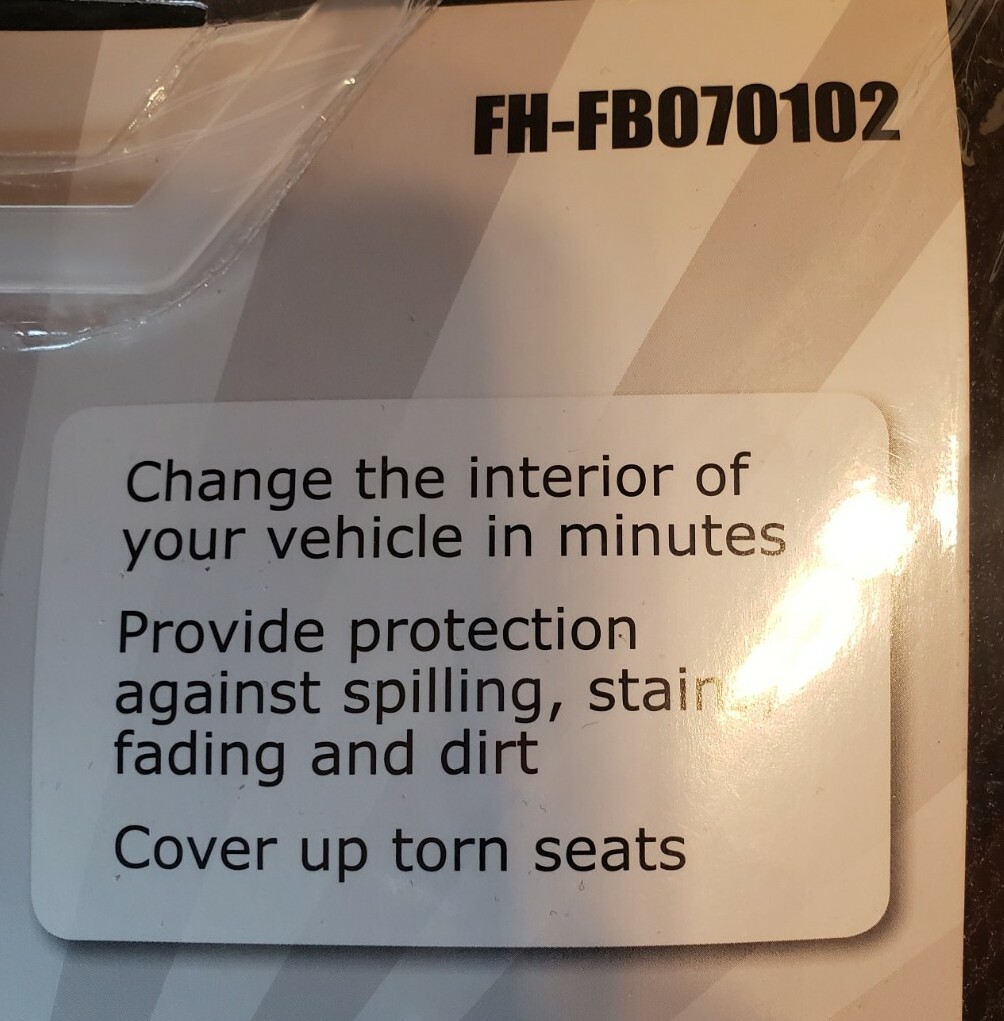 FH-FB070102
Change the interior of
your vehicle in minutes
Provide protection
against spilling,
fading and dirt
Cover up torn seats